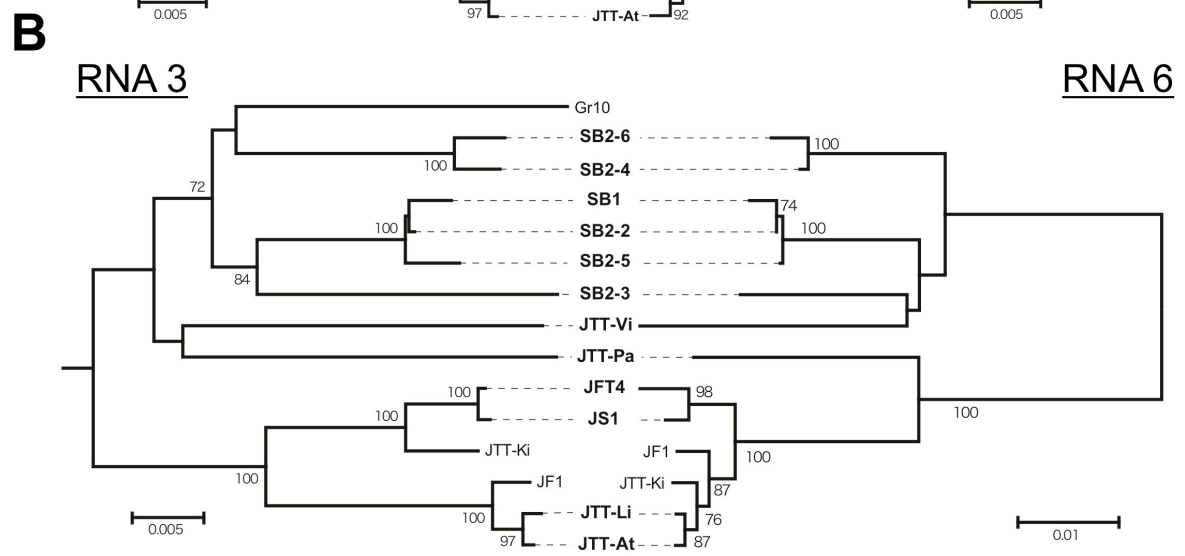 0.005
97
JTT-At
92
0.005
B
RNA 3
RNA 6
Gr10
SB2-6
100
100
SB2-4
72
SB1
74
100
SB2-2
100
SB2-5
84
SB2-3
JTT-Vi
JTT-Pa
100
JFT4
98
100
100
JS1
JTT-Ki
JF1
100
100
JF1
JTT-Ki
87
0.005
100
JTT-Li
76
0.01
97
JTT-At
87